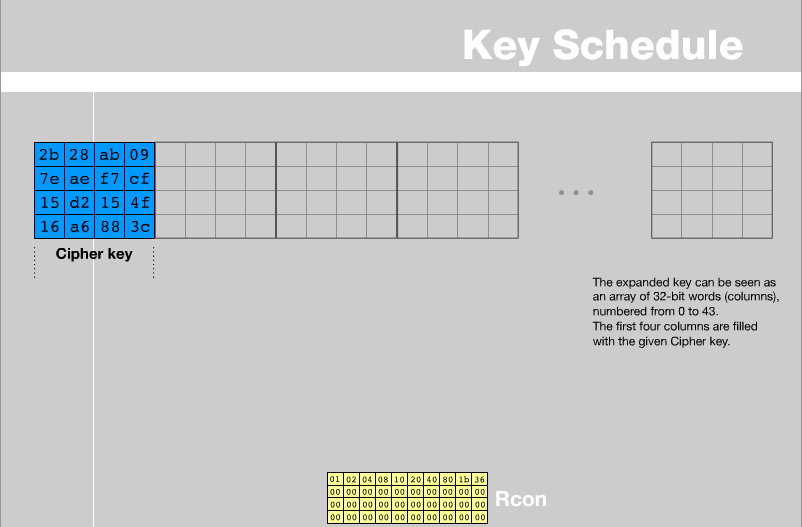 Key Schedule
2b 28 ab 09
7e ae f7 cf
15 d2 15 4f
16 a6 88 3c
Cipher key
The expanded key can be seen as
an array of 32-bit words (columns),
numbered from 0 to 43.
The first four columns are filled
with the given Cipher key.
01 02 04 08 10 20 40 80 1b 36
00 00 00 00 00 00 00 00 00 00
00 00 00 00 00 00 00 00 00 00
00 00 00 00 00 00 00 00 00 00
Rcon